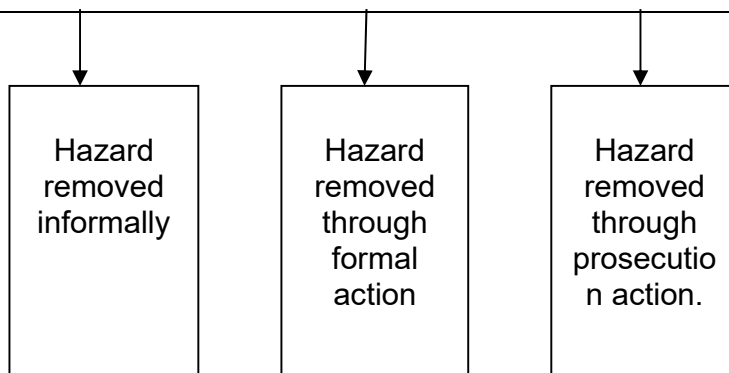 Hazard
removed
informally
Hazard
removed
through
formal
action
Hazard
removed
through
prosecutio
n action.